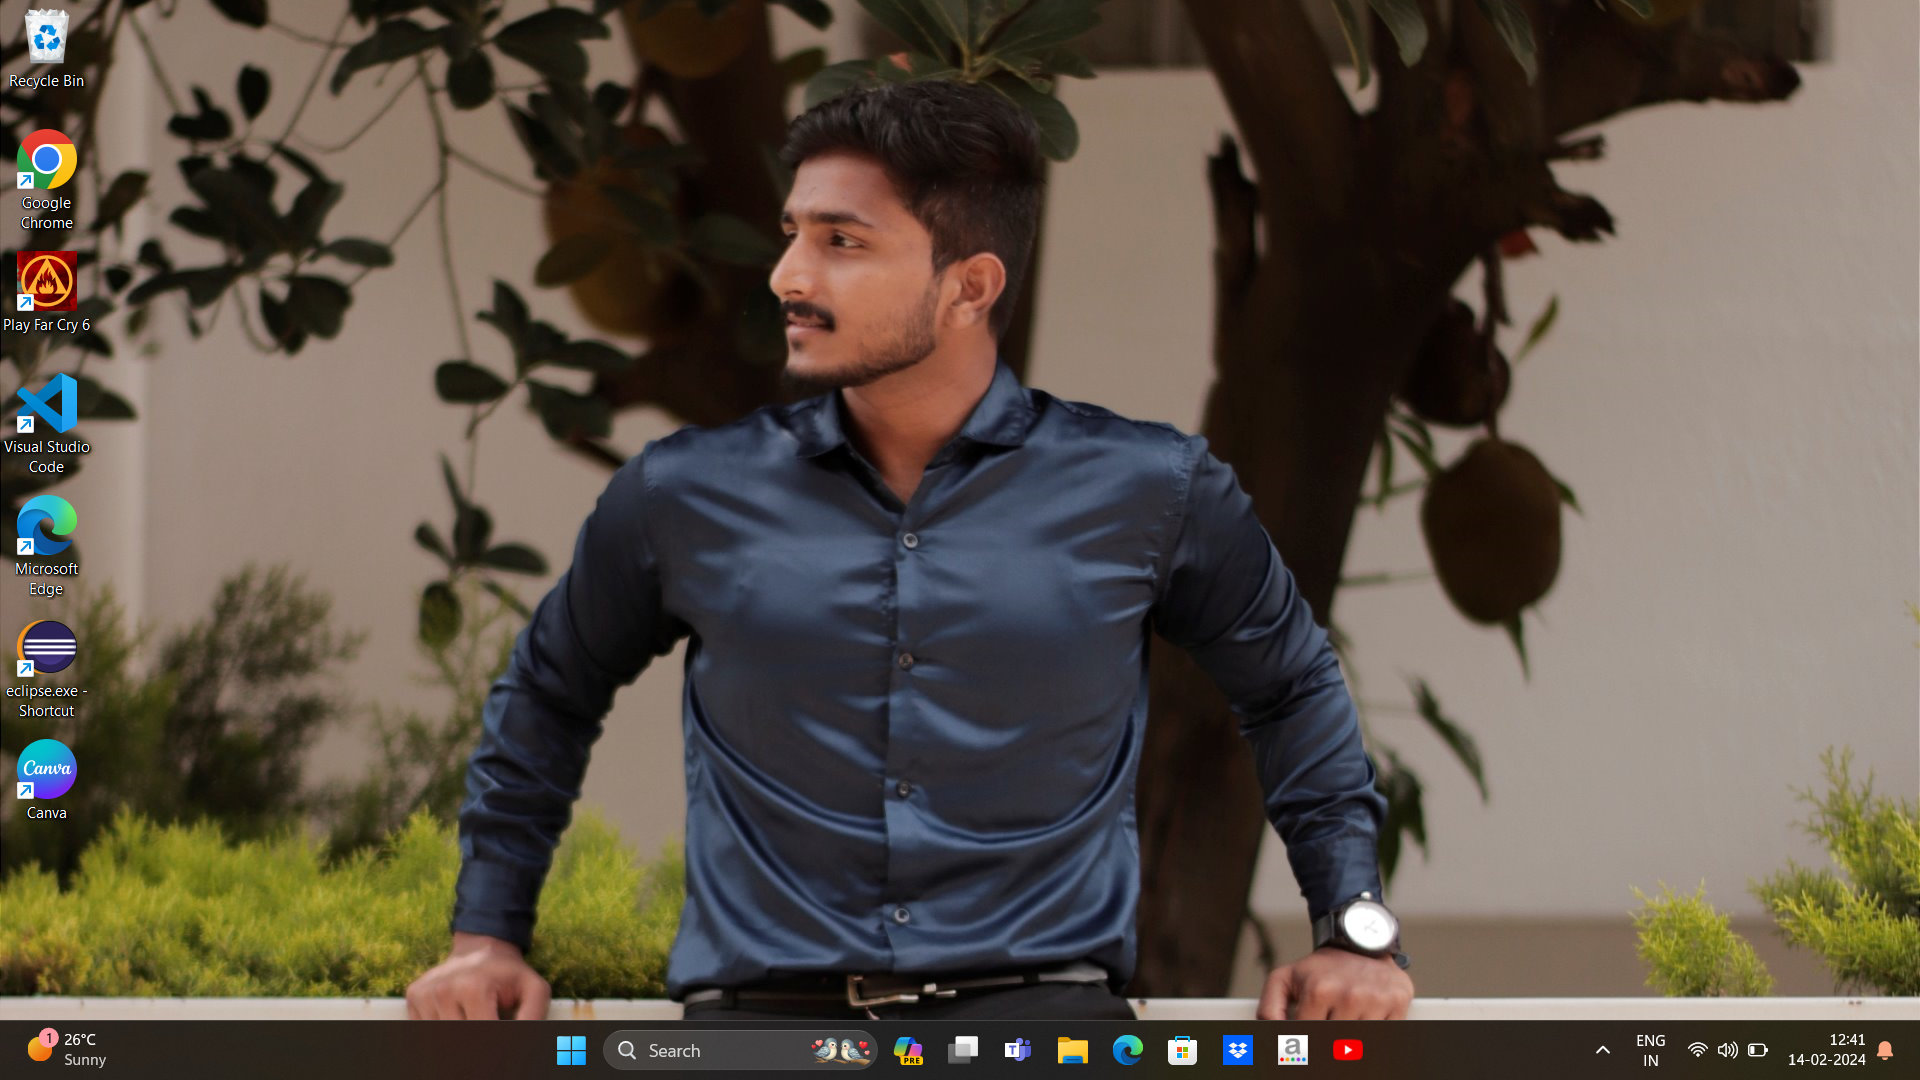 Recycle Bin
Google
Chrome
Play Far Cry 6
Visual Studio
Code
Microsoft
Edge
eclipse.exe -
Shortcut
Canva
Canva
1
26°C
Sunny
Search
PRE
T
a
ENG
IN
12:41
14-02-2024